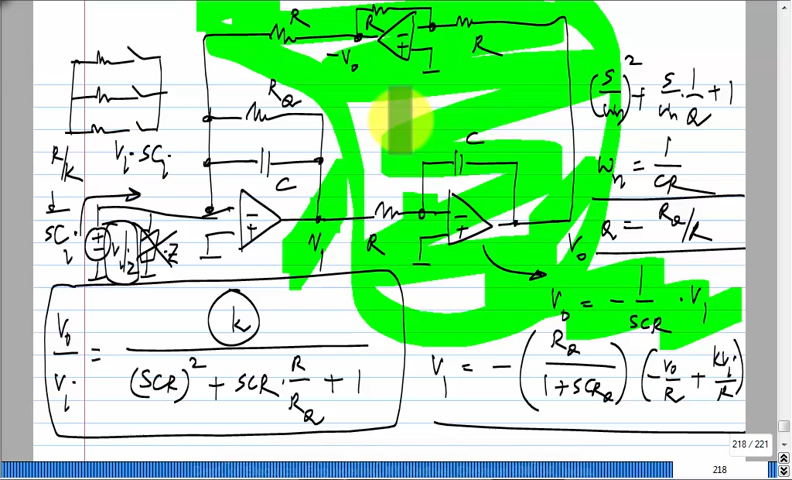 R
R
R
-V₀
R_Q
C
C
R/k V_i·SC_i
1/SC_i
V_i/Z
Z
R
V₁
V₀
(s/ω_n)² + s/ω_n · 1/Q + 1
ω_n = 1/CR
Q = R_Q/R
V₀ = - 1/SCR · V₁
V₀/V_i = k/((SCR)² + SCR · R/R_Q + 1)
V₁ = - (R_Q/(1+SCR_Q)) (-V₀/R + kV_i/R)
218 / 221
218